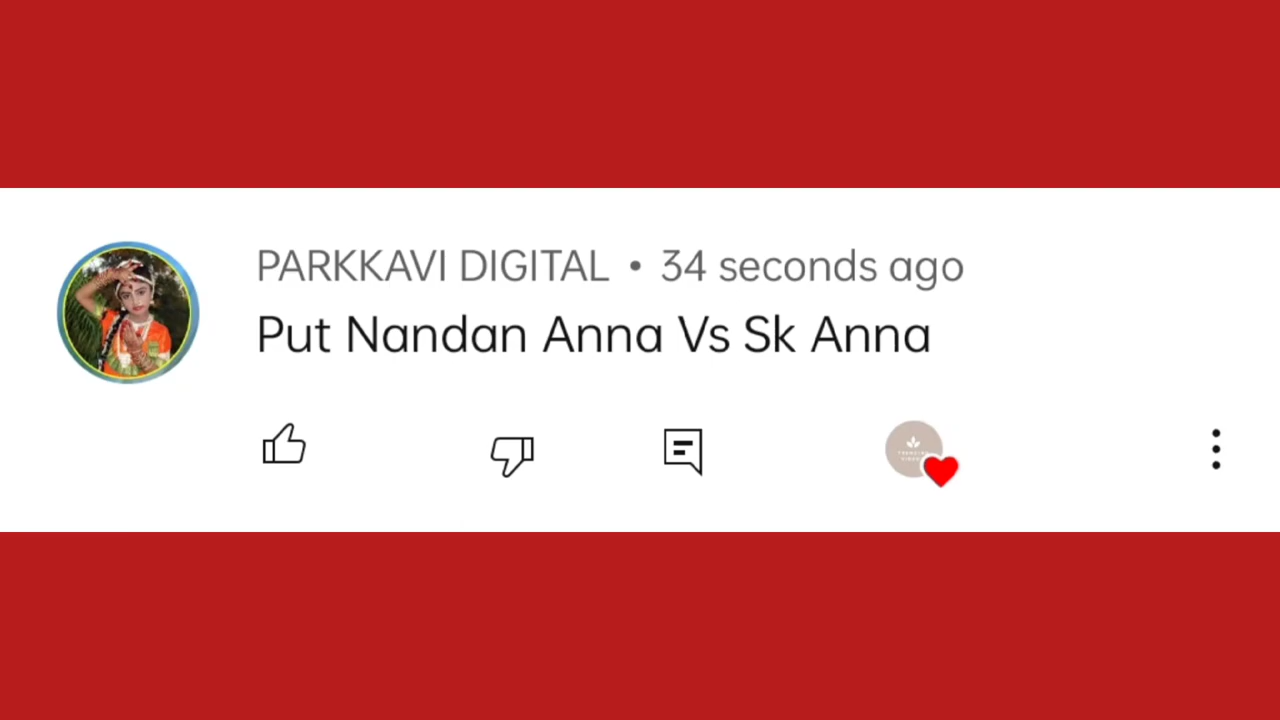 PARKKAVI DIGITAL • 34 seconds ago
Put Nandan Anna Vs Sk Anna